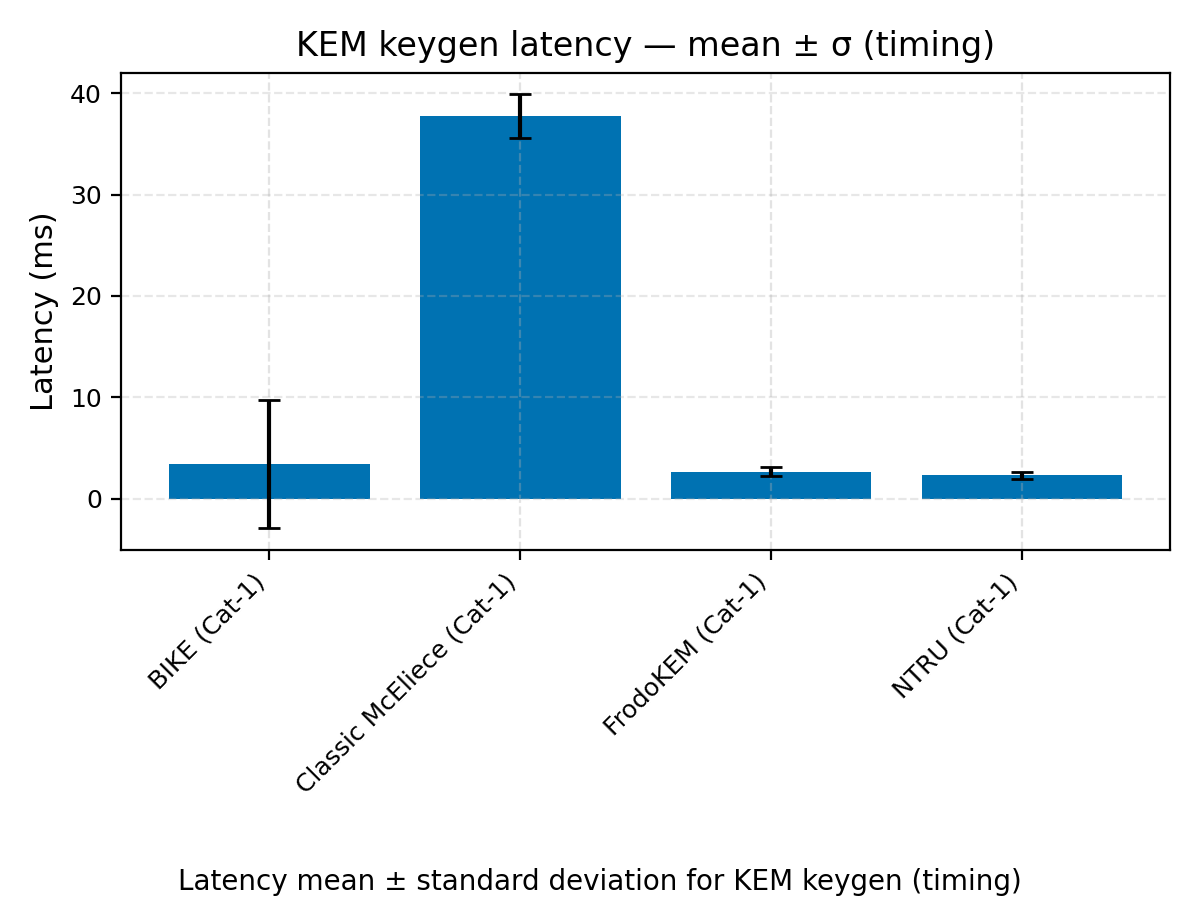 KEM keygen latency — mean ± σ (timing)
Latency (ms)
40
30
20
10
0
BIKE (Cat-1)
Classic McEliece (Cat-1)
FrodoKEM (Cat-1)
NTRU (Cat-1)
Latency mean ± standard deviation for KEM keygen (timing)